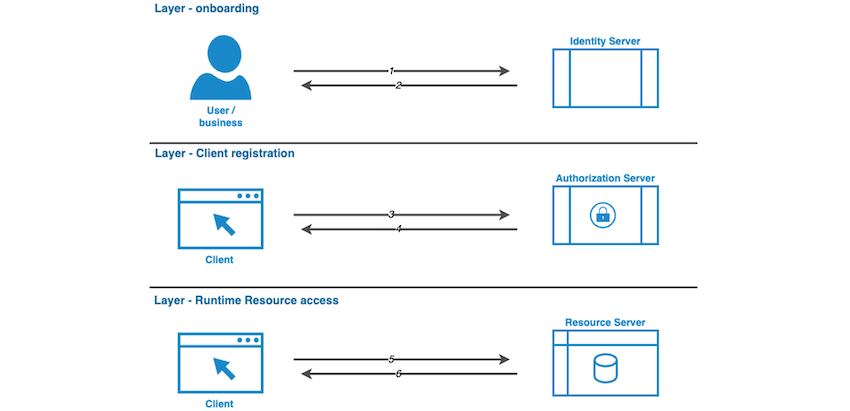 Layer - onboarding
Identity Server
1
2
User /
business
Layer - Client registration
Authorization Server
3
4
Client
Layer - Runtime Resource access
Resource Server
5
6
Client